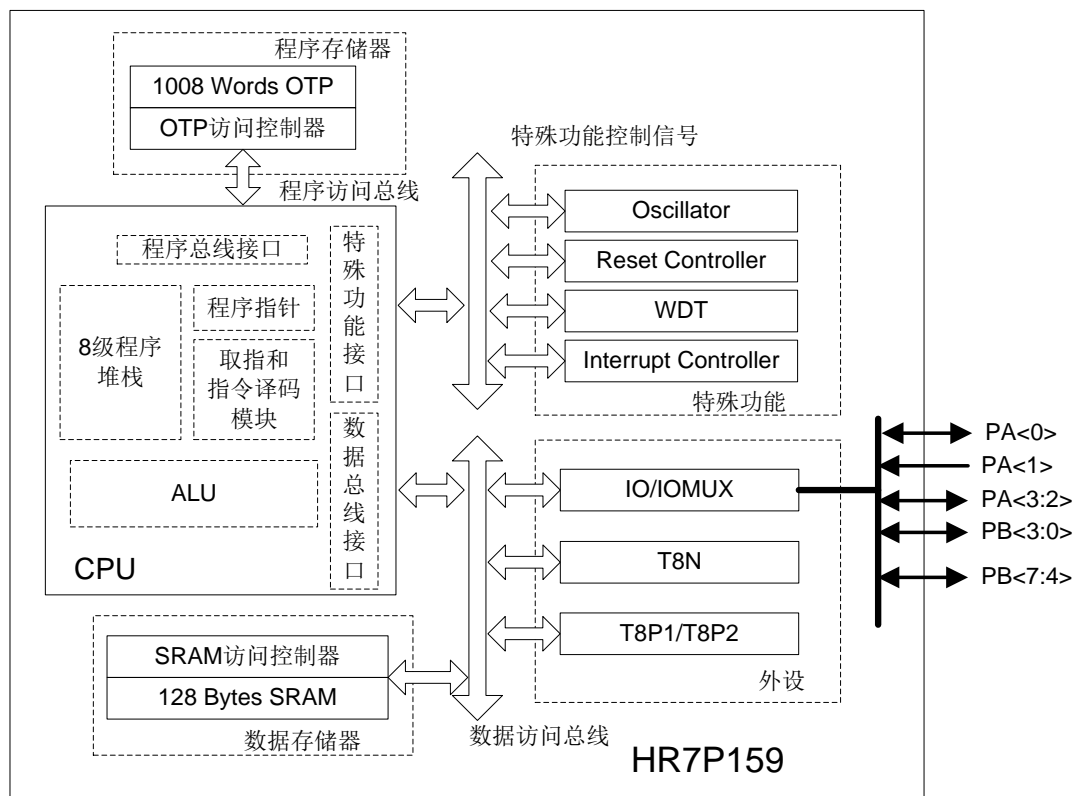 程序存储器
1008 Words OTP
OTP访问控制器
程序访问总线
程序总线接口
程序指针
8级程序
堆栈
取指和
指令译码
模块
ALU
CPU
特
殊
功
能
接
口
数
据
总
线
接
口
SRAM访问控制器
128 Bytes SRAM
数据存储器
特殊功能控制信号
Oscillator
Reset Controller
WDT
Interrupt Controller
特殊功能
IO/IOMUX
T8N
T8P1/T8P2
外设
数据访问总线
HR7P159
PA<0>
PA<1>
PA<3:2>
PB<3:0>
PB<7:4>